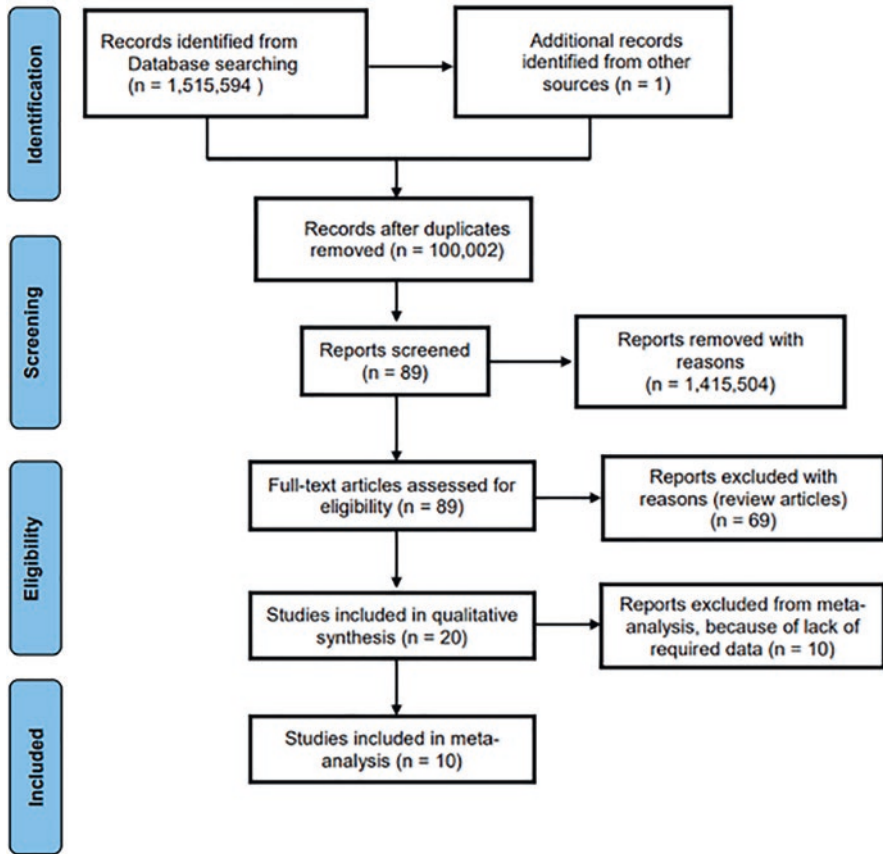 Identification
Records identified from
Database searching
(n = 1,515,594 )
Additional records
identified from other
sources (n = 1)
Records after duplicates
removed (n = 100,002)
Screening
Reports screened
(n = 89)
Reports removed with
reasons
(n = 1,415,504)
Eligibility
Full-text articles assessed for
eligibility (n = 89)
Reports excluded with
reasons (review articles)
(n = 69)
Studies included in qualitative
synthesis (n = 20)
Reports excluded from meta-
analysis, because of lack of
required data (n = 10)
Included
Studies included in meta-
analysis (n = 10)